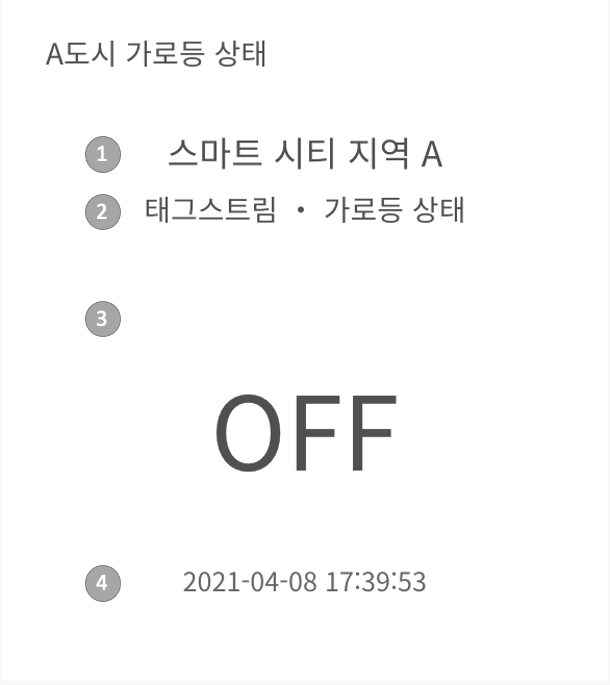 A도시 가로등 상태
1 스마트 시티 지역 A
2 태그스트림 • 가로등 상태
3
OFF
4 2021-04-08 17:39:53